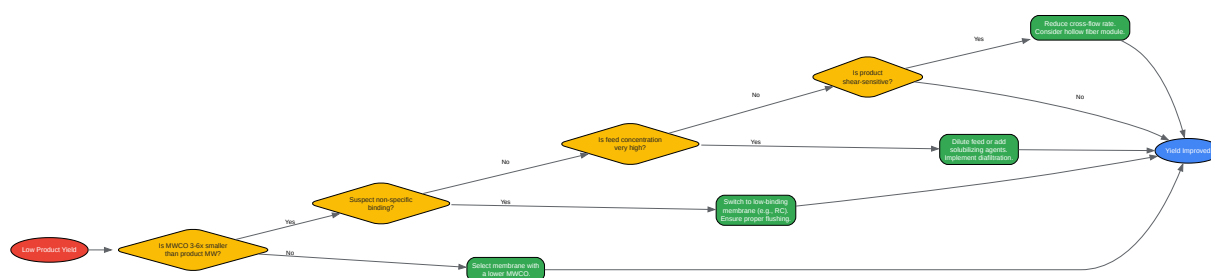 Low Product Yield
Is MWCO 3-6x smaller
than product MW?
Yes
No
Select membrane with
a lower MWCO.
Suspect non-specific
binding?
No
Yes
Switch to low-binding
membrane (e.g., RC).
Ensure proper flushing.
Is feed concentration
very high?
No
Yes
Dilute feed or add
solubilizing agents.
Implement diafiltration.
Is product
shear-sensitive?
Yes
No
Reduce cross-flow rate.
Consider hollow fiber module.
Yield Improved